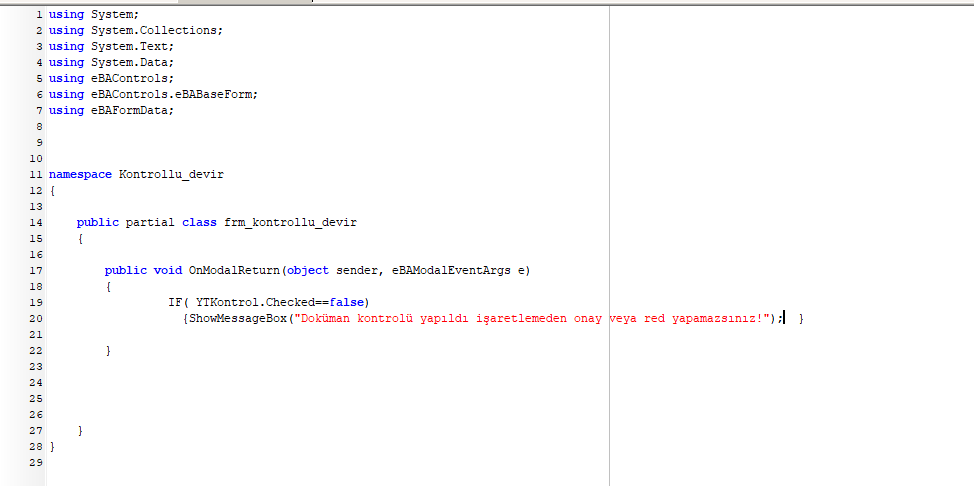 1 using System;
2 using System.Collections;
3 using System.Text;
4 using System.Data;
5 using eBAControls;
6 using eBAControls.eBABaseForm;
7 using eBAFormData;
8
9
10
11 namespace Kontrollu_devir
12 {
13
14 public partial class frm_kontrollu_devir
15 {
16
17 public void OnModalReturn(object sender, eBAModalEventArgs e)
18 {
19 IF( YTKontrol.Checked==false)
20 {ShowMessageBox("Doküman kontrolü yapıldı işaretlemeden onay veya red yapamazsınız!"); }
21
22 }
23
24
25
26
27 }
28 }
29